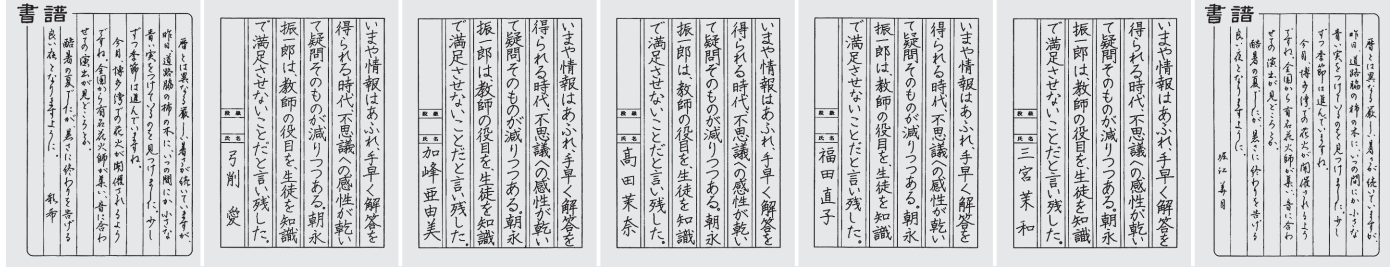 書譜
暦とは異なる厳しい暑さが続いていますが、
昨日、道路脇の柿の木に、いつの間にか小さな
青い実をつけているのを見つけました。少し
ずつ季節は進んでいますね。
今日、博多湾での花火が開催されるよう
ですね。全国から有名花火師が集い、音に合わ
せての演出が見どころとか。
酷暑の夏でしたが、暑さに終わりを告げる
良い夜となりますように。
いまや情報はあふれ、手早く解答を
得られる時代、不思議への感性が乾い
て疑問そのものが減りつつある。朝永
振一郎は、教師の役目を、生徒を知識
で満足させないことだと言い残した。
段級
氏名
弓削 愛
いまや情報はあふれ、手早く解答を
得られる時代、不思議への感性が乾い
て疑問そのものが減りつつある。朝永
振一郎は、教師の役目を、生徒を知識
で満足させないことだと言い残した。
段級
氏名
加峰 亜由美
いまや情報はあふれ、手早く解答を
得られる時代、不思議への感性が乾い
て疑問そのものが減りつつある。朝永
振一郎は、教師の役目を、生徒を知識
で満足させないことだと言い残した。
段級
氏名
髙田 茉奈
いまや情報はあふれ、手早く解答を
得られる時代、不思議への感性が乾い
て疑問そのものが減りつつある。朝永
振一郎は、教師の役目を、生徒を知識
で満足させないことだと言い残した。
段級
氏名
福田 直子
いまや情報はあふれ、手早く解答を
得られる時代、不思議への感性が乾い
て疑問そのものが減りつつある。朝永
振一郎は、教師の役目を、生徒を知識
で満足させないことだと言い残した。
段級
氏名
三宮 茉和
書譜
暦とは異なる厳しい暑さが続いていますが、
昨日、道路脇の柿の木に、いつの間にか小さな
青い実をつけているのを見つけました。少し
ずつ季節は進んでいますね。
今日、博多湾での花火が開催されるよう
ですね。全国から有名花火師が集い、音に合わ
せての演出が見どころとか。
酷暑の夏でしたが、暑さに終わりを告げる
良い夜となりますように。